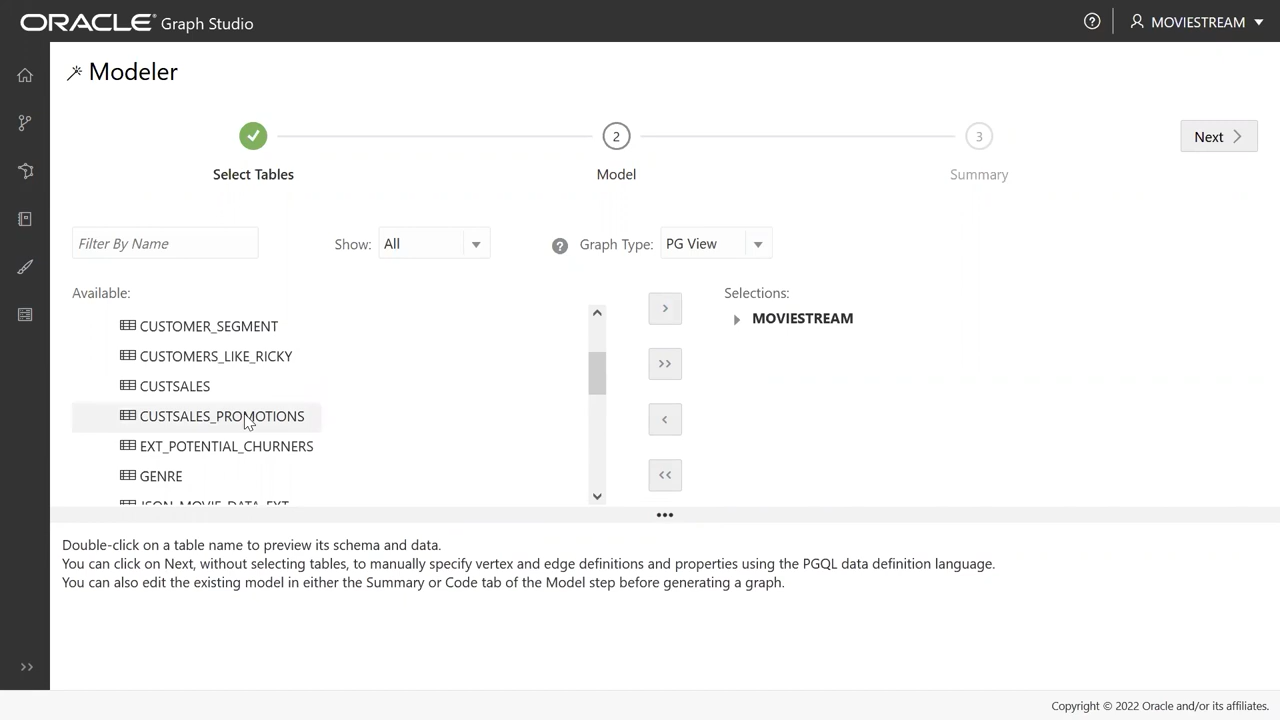 ORACLE Graph Studio
MOVIESTREAM
Modeler
2
3
Next
Select Tables
Model
Summary
Filter By Name
Show:
All
Graph Type:
PG View
Available:
Selections:
CUSTOMER_SEGMENT
CUSTOMERS_LIKE_RICKY
CUSTSALES
CUSTSALES_PROMOTIONS
EXT_POTENTIAL_CHURNERS
GENRE
JSON_MOVIE_DATA_EXT
MOVIESTREAM
Double-click on a table name to preview its schema and data.
You can click on Next, without selecting tables, to manually specify vertex and edge definitions and properties using the PGQL data definition language.
You can also edit the existing model in either the Summary or Code tab of the Model step before generating a graph.
Copyright © 2022 Oracle and/or its affiliates.